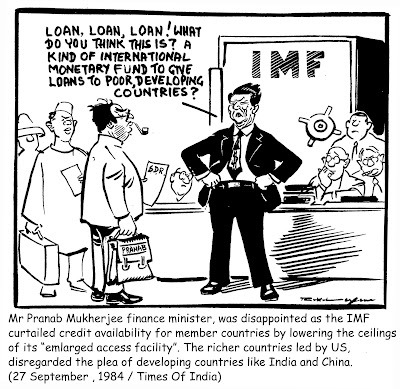 LOAN, LOAN, LOAN! WHAT
DO YOU THINK THIS IS? A
KIND OF INTERNATIONAL
MONETARY FUND TO GIVE
LOANS TO POOR, DEVELOPING
COUNTRIES?
IMF
SDR
PRANAB
Mr Pranab Mukherjee finance minister, was disappointed as the IMF
curtailed credit availability for member countries by lowering the ceilings
of its “emlarged access facility”. The richer countries led by US,
disregarded the plea of developing countries like India and China.
(27 September , 1984 / Times Of India)